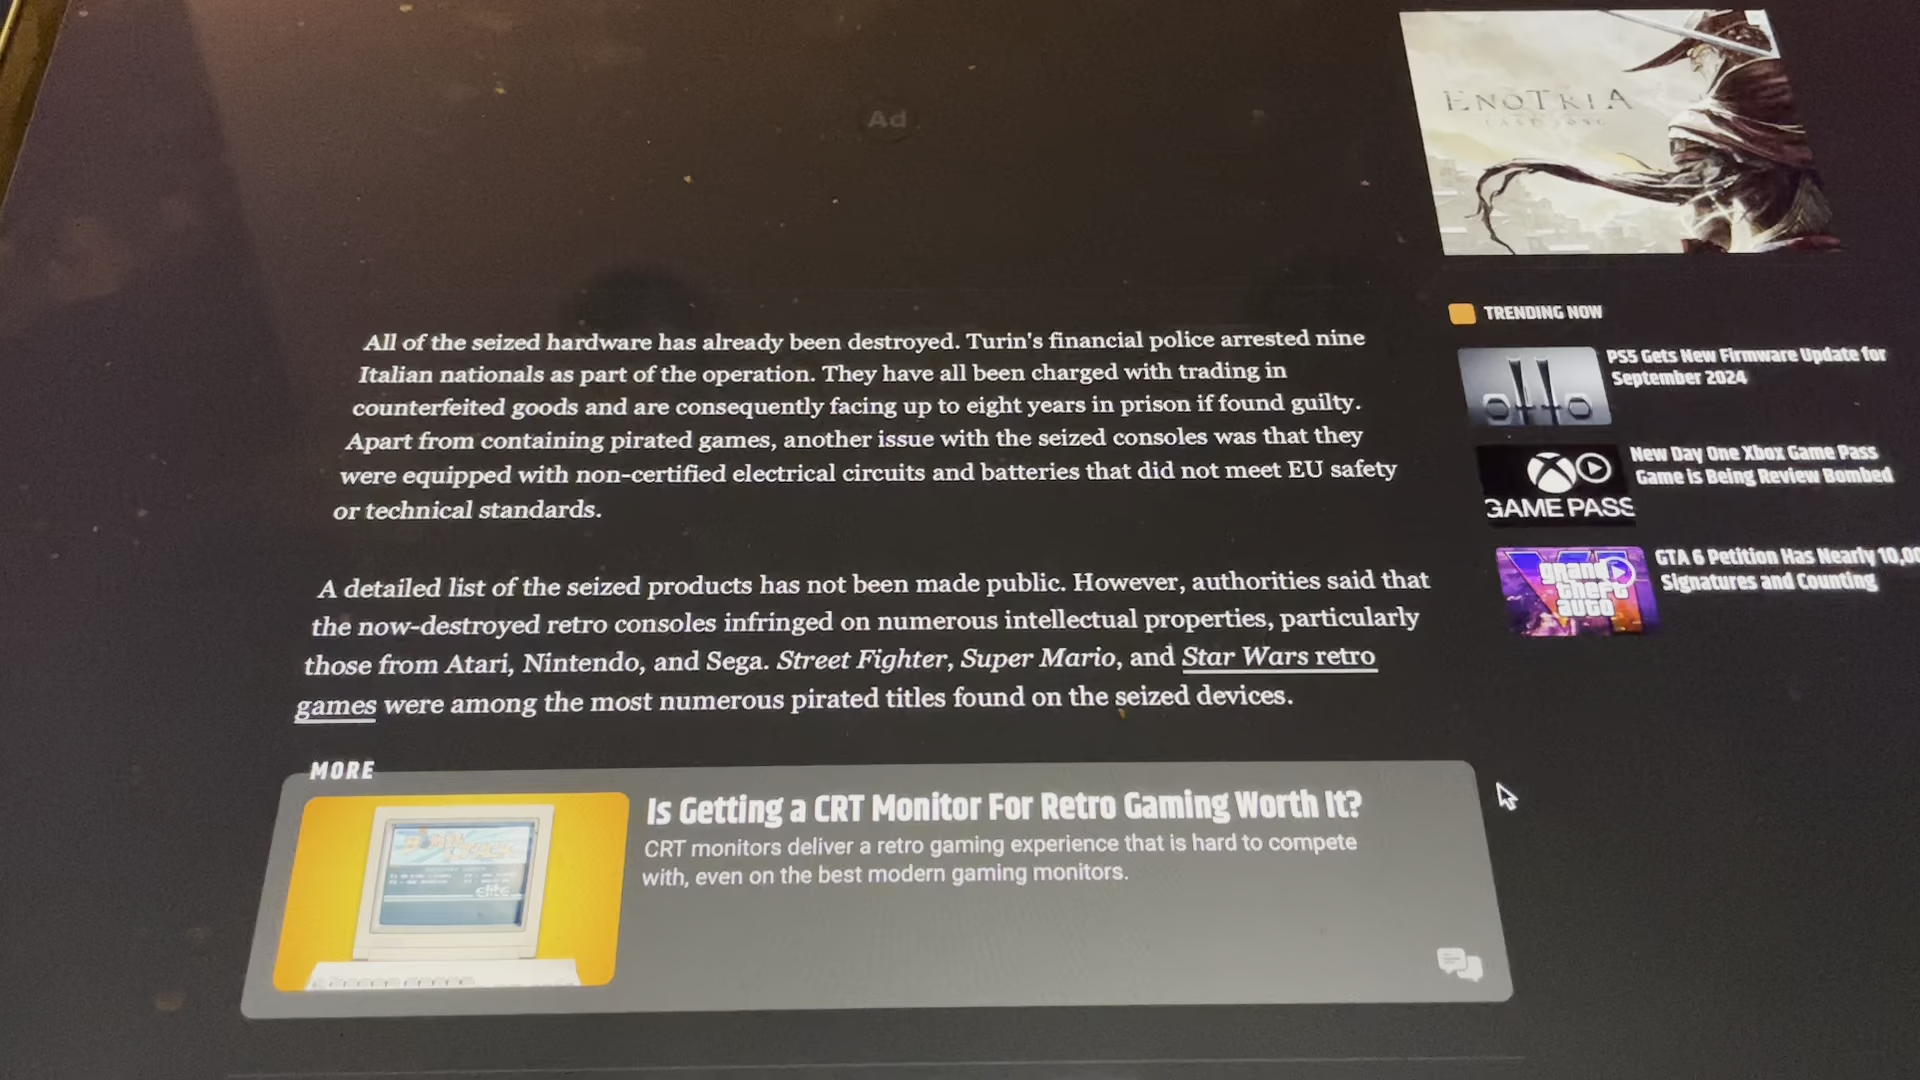 Ad
ENOTRIA
LAST SONG
All of the seized hardware has already been destroyed. Turin's financial police arrested nine
Italian nationals as part of the operation. They have all been charged with trading in
counterfeited goods and are consequently facing up to eight years in prison if found guilty.
Apart from containing pirated games, another issue with the seized consoles was that they
were equipped with non-certified electrical circuits and batteries that did not meet EU safety
or technical standards.
A detailed list of the seized products has not been made public. However, authorities said that
the now-destroyed retro consoles infringed on numerous intellectual properties, particularly
those from Atari, Nintendo, and Sega. Street Fighter, Super Mario, and Star Wars retro
games were among the most numerous pirated titles found on the seized devices.
MORE
Is Getting a CRT Monitor For Retro Gaming Worth It?
CRT monitors deliver a retro gaming experience that is hard to compete
with, even on the best modern gaming monitors.
elite
TRENDING NOW
PS5 Gets New Firmware Update for
September 2024
GAME PASS
New Day One Xbox Game Pass
Game is Being Review Bombed
grand
theft
auto
GTA 6 Petition Has Nearly 10,00
Signatures and Counting